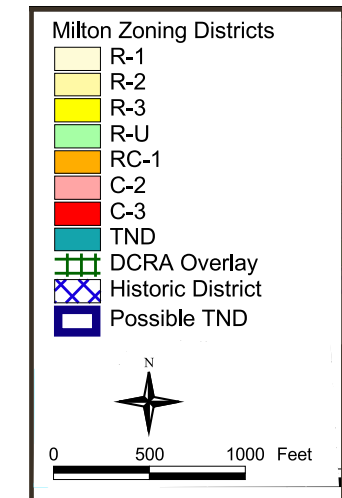 Milton Zoning Districts
R-1
R-2
R-3
R-U
RC-1
C-2
C-3
TND
DCRA Overlay
Historic District
Possible TND
N
0 500 1000 Feet